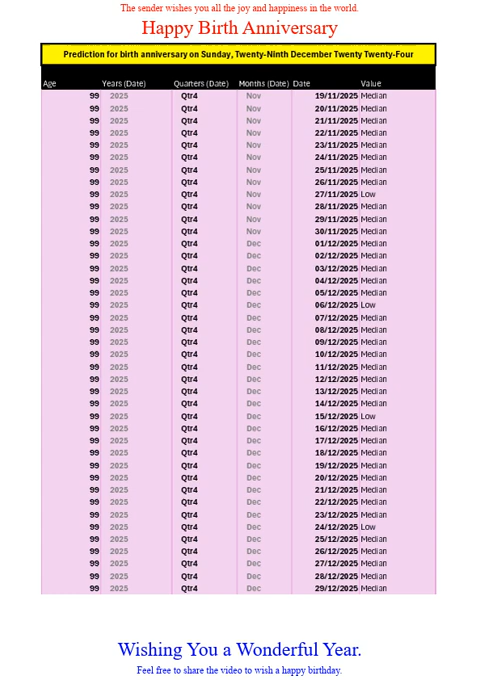 The sender wishes you all the joy and happiness in the world.
Happy Birth Anniversary
Prediction for birth anniversary on Sunday, Twenty-Ninth December Twenty Twenty-Four
Age Years (Date) Quarters (Date) Months (Date) Date Value
99 2025 Qtr4 Nov 19/11/2025 Median
99 2025 Qtr4 Nov 20/11/2025 Median
99 2025 Qtr4 Nov 21/11/2025 Median
99 2025 Qtr4 Nov 22/11/2025 Median
99 2025 Qtr4 Nov 23/11/2025 Median
99 2025 Qtr4 Nov 24/11/2025 Median
99 2025 Qtr4 Nov 25/11/2025 Median
99 2025 Qtr4 Nov 26/11/2025 Median
99 2025 Qtr4 Nov 27/11/2025 Low
99 2025 Qtr4 Nov 28/11/2025 Median
99 2025 Qtr4 Nov 29/11/2025 Median
99 2025 Qtr4 Nov 30/11/2025 Median
99 2025 Qtr4 Dec 01/12/2025 Median
99 2025 Qtr4 Dec 02/12/2025 Median
99 2025 Qtr4 Dec 03/12/2025 Median
99 2025 Qtr4 Dec 04/12/2025 Median
99 2025 Qtr4 Dec 05/12/2025 Median
99 2025 Qtr4 Dec 06/12/2025 Low
99 2025 Qtr4 Dec 07/12/2025 Median
99 2025 Qtr4 Dec 08/12/2025 Median
99 2025 Qtr4 Dec 09/12/2025 Median
99 2025 Qtr4 Dec 10/12/2025 Median
99 2025 Qtr4 Dec 11/12/2025 Median
99 2025 Qtr4 Dec 12/12/2025 Median
99 2025 Qtr4 Dec 13/12/2025 Median
99 2025 Qtr4 Dec 14/12/2025 Median
99 2025 Qtr4 Dec 15/12/2025 Low
99 2025 Qtr4 Dec 16/12/2025 Median
99 2025 Qtr4 Dec 17/12/2025 Median
99 2025 Qtr4 Dec 18/12/2025 Median
99 2025 Qtr4 Dec 19/12/2025 Median
99 2025 Qtr4 Dec 20/12/2025 Median
99 2025 Qtr4 Dec 21/12/2025 Median
99 2025 Qtr4 Dec 22/12/2025 Median
99 2025 Qtr4 Dec 23/12/2025 Median
99 2025 Qtr4 Dec 24/12/2025 Low
99 2025 Qtr4 Dec 25/12/2025 Median
99 2025 Qtr4 Dec 26/12/2025 Median
99 2025 Qtr4 Dec 27/12/2025 Median
99 2025 Qtr4 Dec 28/12/2025 Median
99 2025 Qtr4 Dec 29/12/2025 Median
Wishing You a Wonderful Year.
Feel free to share the video to wish a happy birthday.